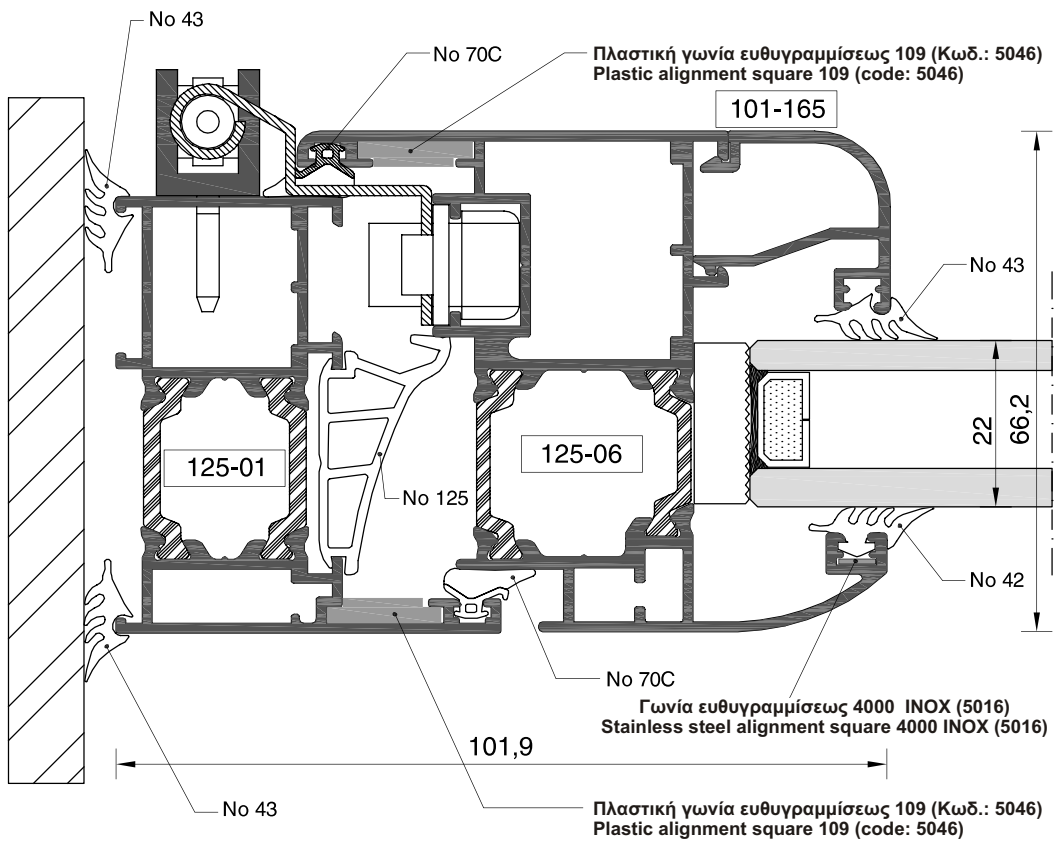 No 43
No 70C
Πλαστική γωνία ευθυγραμμίσεως 109 (Κωδ.: 5046)
Plastic alignment square 109 (code: 5046)
101-165
No 43
22
66,2
125-01
125-06
No 125
No 42
No 70C
Γωνία ευθυγραμμίσεως 4000 INOX (5016)
Stainless steel alignment square 4000 INOX (5016)
101,9
No 43
Πλαστική γωνία ευθυγραμμίσεως 109 (Κωδ.: 5046)
Plastic alignment square 109 (code: 5046)